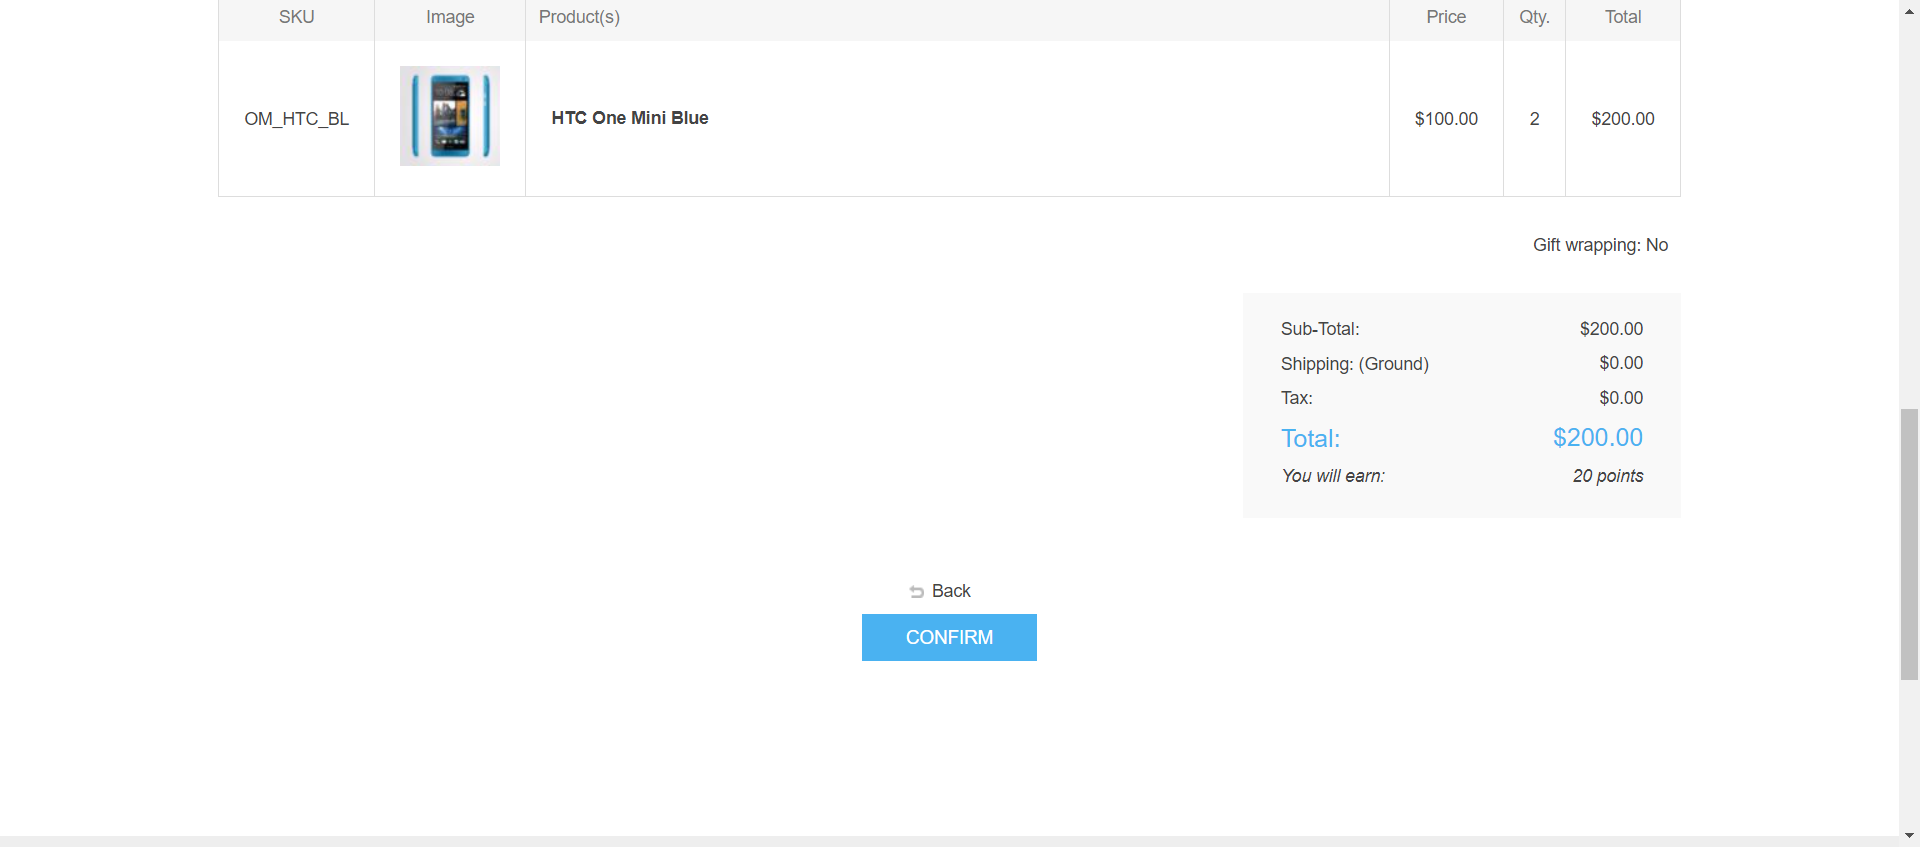 SKU Image Product(s) Price Qty. Total
OM_HTC_BL HTC One Mini Blue $100.00 2 $200.00
Gift wrapping: No
Sub-Total: $200.00
Shipping: (Ground) $0.00
Tax: $0.00
Total: $200.00
You will earn: 20 points
Back
CONFIRM